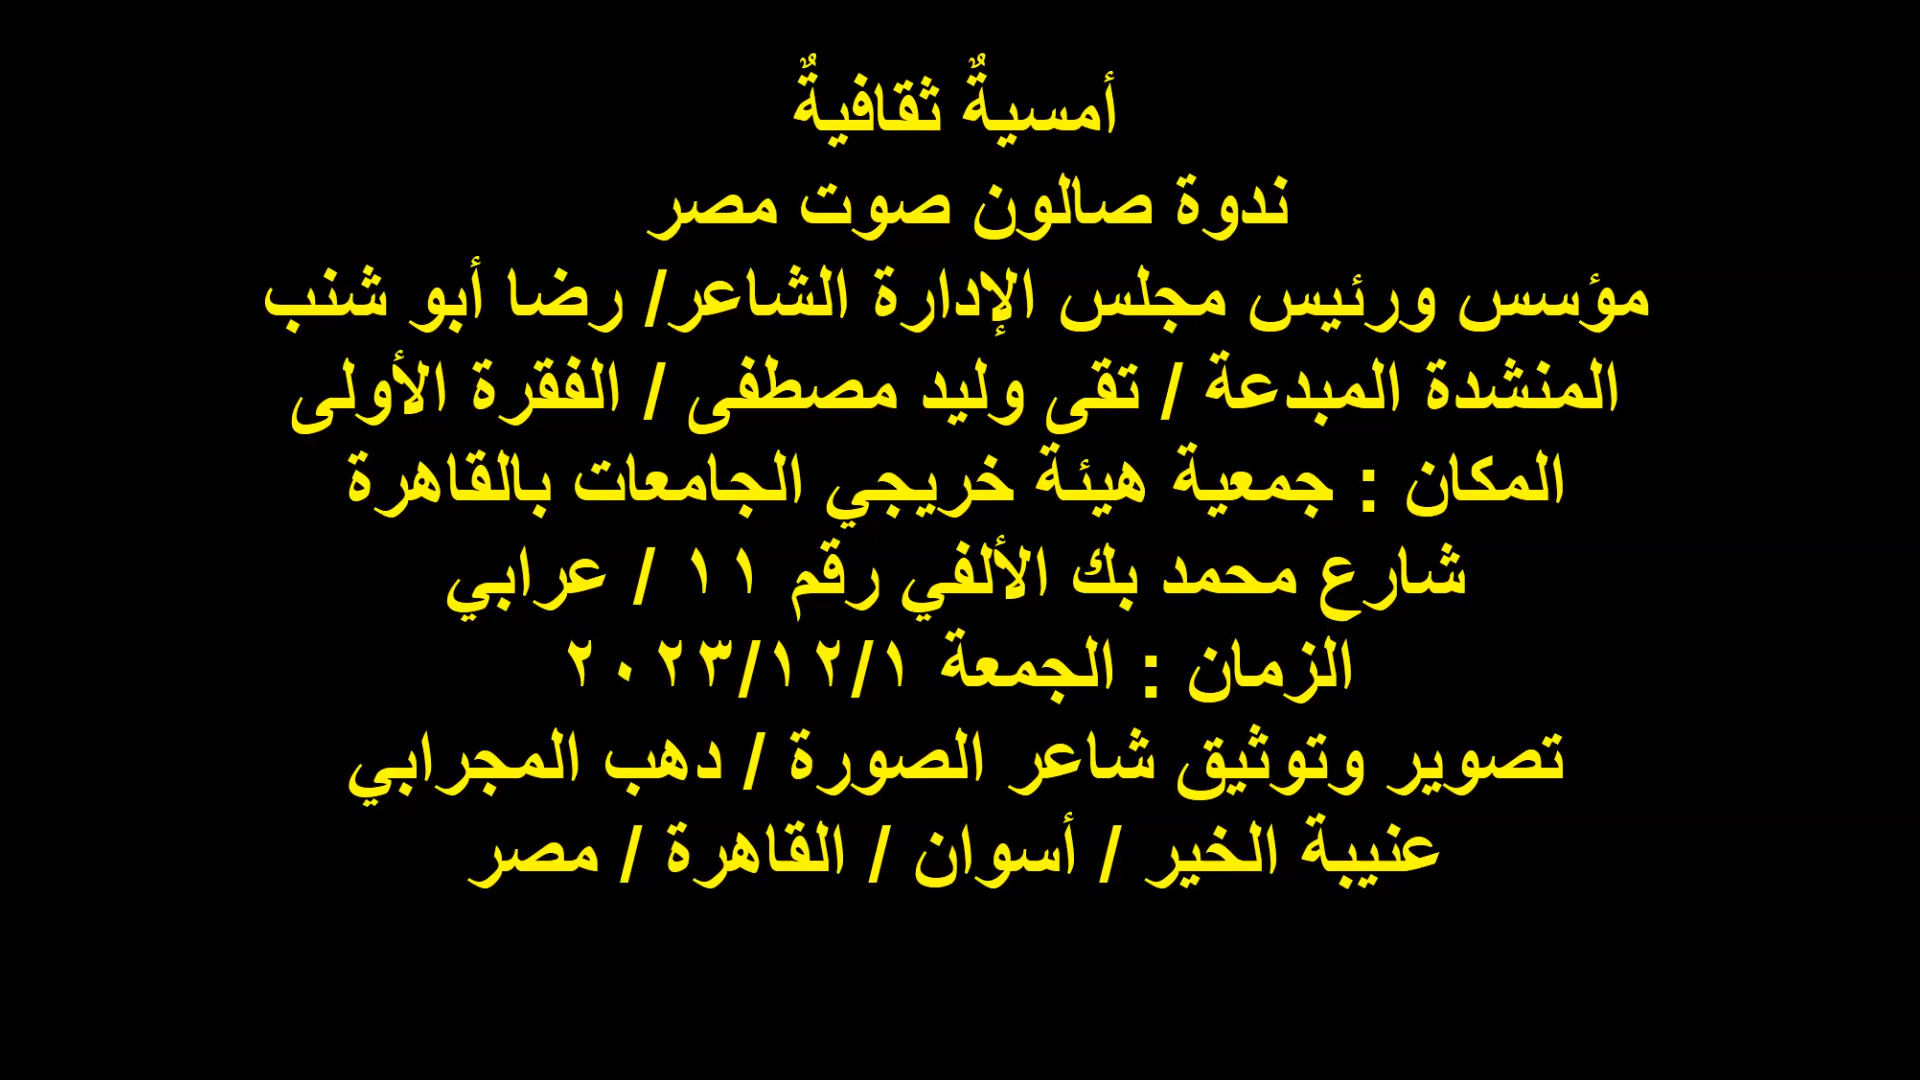 أمسيةٌ ثقافيةٌ
ندوة صالون صوت مصر
مؤسس ورئيس مجلس الإدارة الشاعر/ رضا أبو شنب
المنشدة المبدعة / تقى وليد مصطفى / الفقرة الأولى
المكان : جمعية هيئة خريجي الجامعات بالقاهرة
شارع محمد بك الألفي رقم ١١ / عرابي
الزمان : الجمعة ٢٠٢٣/١٢/١
تصوير وتوثيق شاعر الصورة / دهب المجرابي
عنيبة الخير / أسوان / القاهرة / مصر